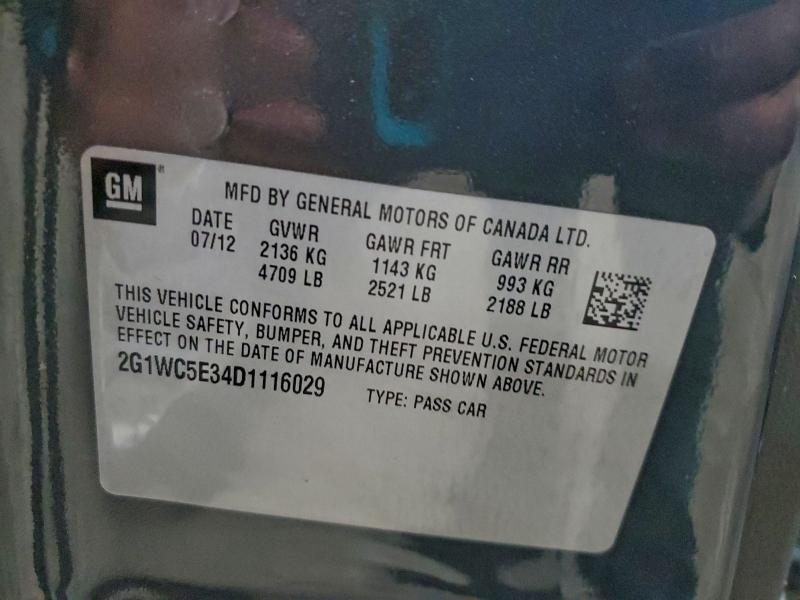 GM
MFD BY GENERAL MOTORS OF CANADA LTD.
DATE GVWR GAWR FRT GAWR RR
07/12 2136 KG 1143 KG 993 KG
4709 LB 2521 LB 2188 LB
THIS VEHICLE CONFORMS TO ALL APPLICABLE U.S. FEDERAL MOTOR
VEHICLE SAFETY, BUMPER, AND THEFT PREVENTION STANDARDS IN
EFFECT ON THE DATE OF MANUFACTURE SHOWN ABOVE.
2G1WC5E34D1116029 TYPE: PASS CAR